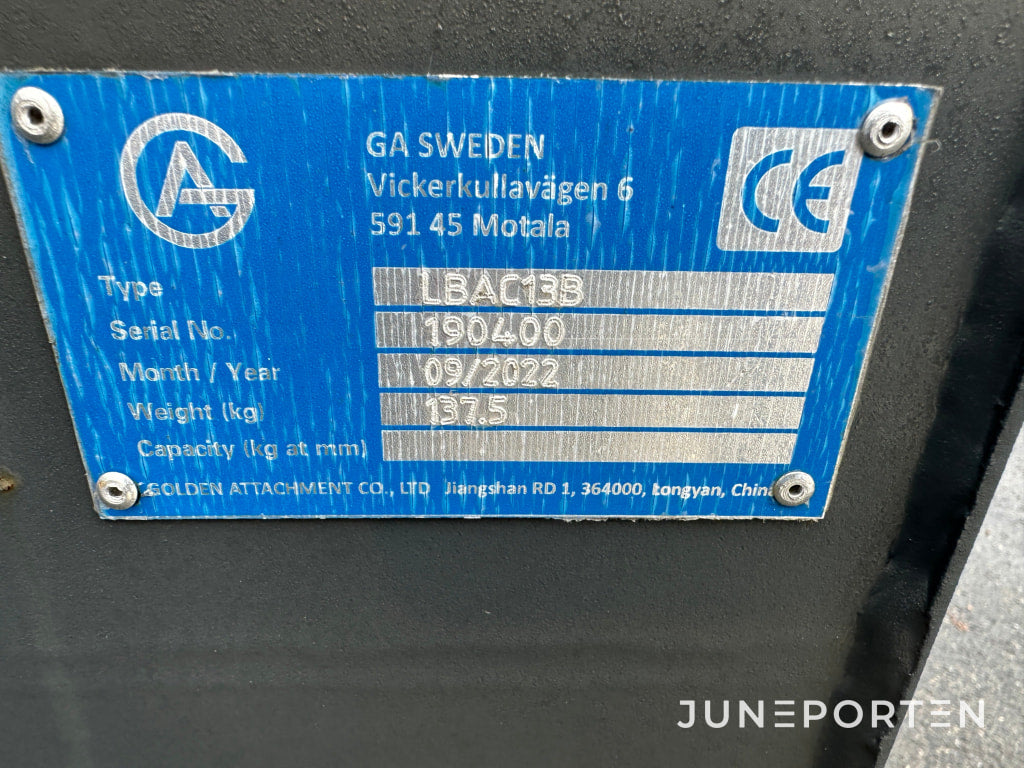 GA
GA SWEDEN
Vickerkullavägen 6
591 45 Motala
CE
Type LBAC13B
Serial No. 190400
Month / Year 09/2022
Weight (kg) 137.5
Capacity (kg at mm)
GOLDEN ATTACHMENT CO., LTD Jiangshan RD 1, 364000, Longyan, China
JUNEPORTEN